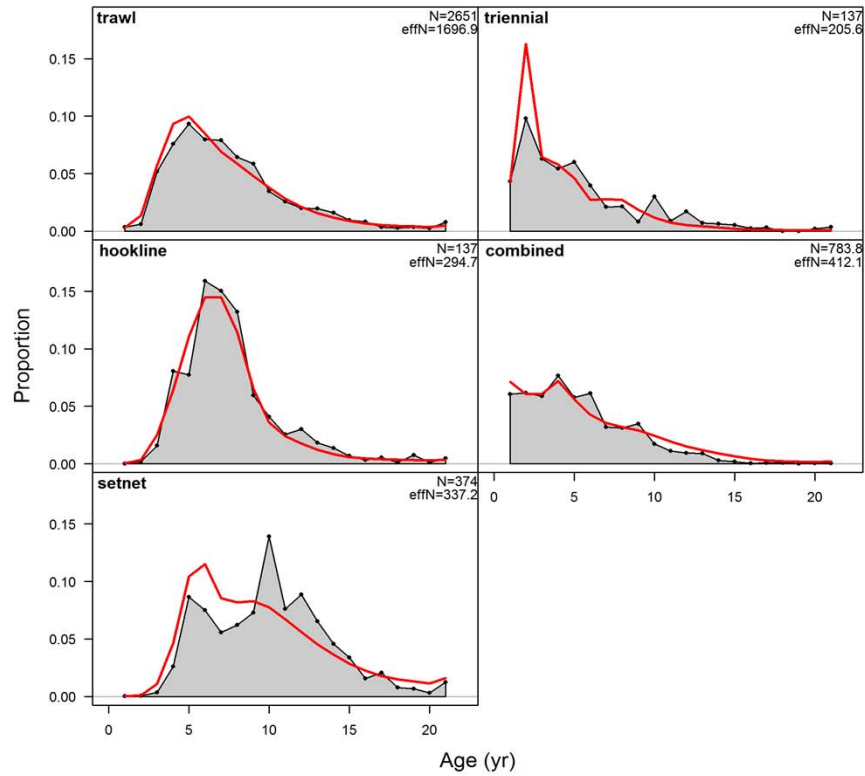 trawl
N=2651
effN=1696.9
triennial
N=137
effN=205.6
0.15
0.10
0.05
0.00
hookline
N=137
effN=294.7
combined
N=783.8
effN=412.1
0.15
0.10
0.05
0.00
setnet
N=374
effN=337.2
0.15
0.10
0.05
0.00
0 5 10 15 20
0 5 10 15 20
Proportion
Age (yr)